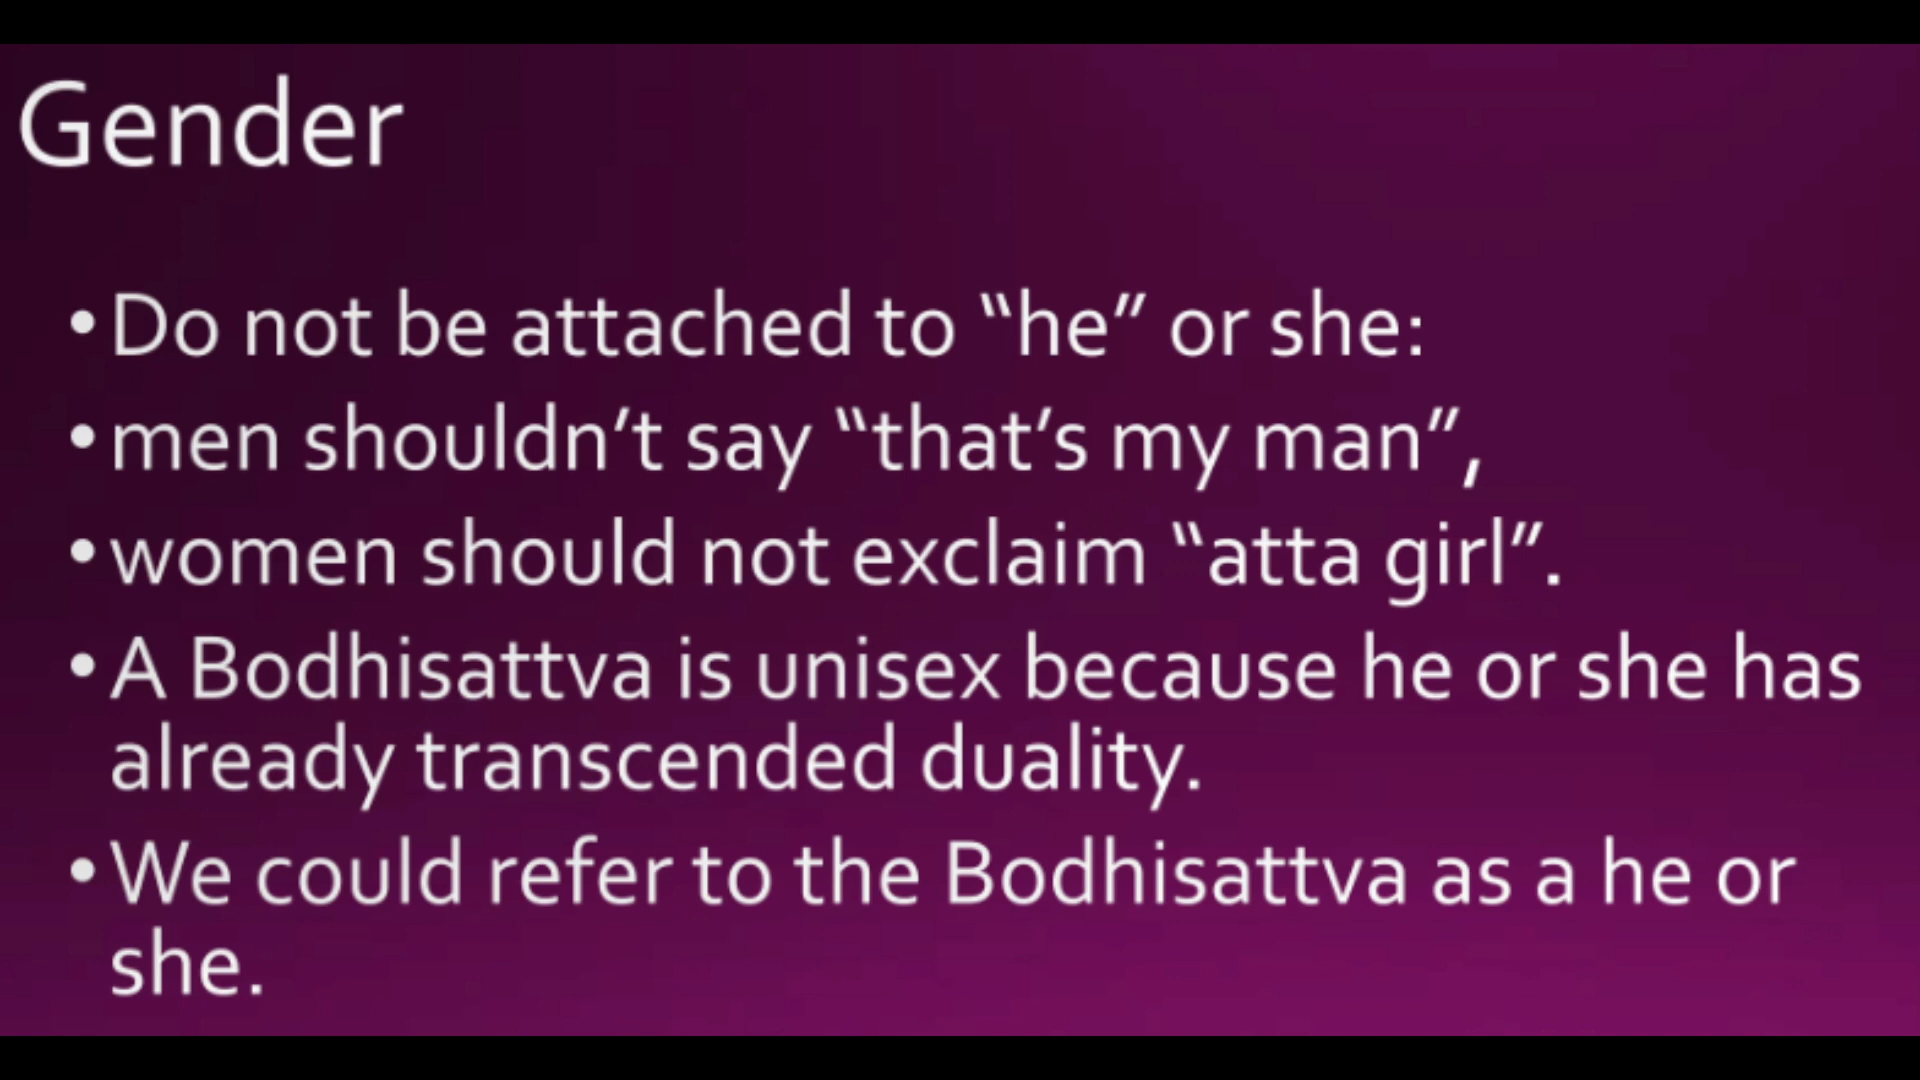 Gender
• Do not be attached to “he” or she:
• men shouldn’t say “that’s my man”,
• women should not exclaim “atta girl”.
• A Bodhisattva is unisex because he or she has
already transcended duality.
• We could refer to the Bodhisattva as a he or
she.